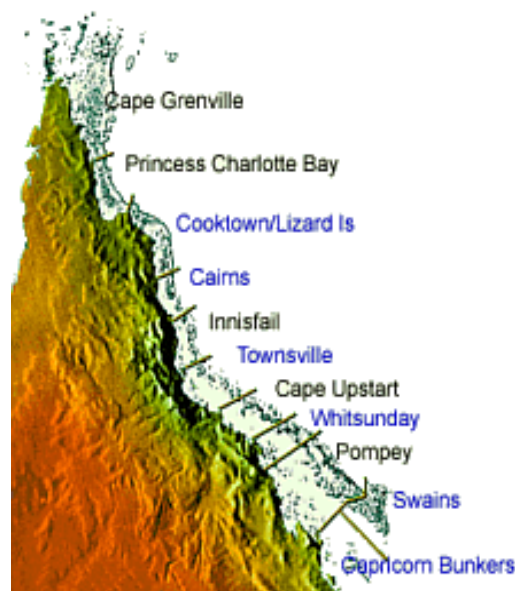 Cape Grenville
Princess Charlotte Bay
Cooktown/Lizard Is
Cairns
Innisfail
Townsville
Cape Upstart
Whitsunday
Pompey
Swains
Capricorn Bunkers